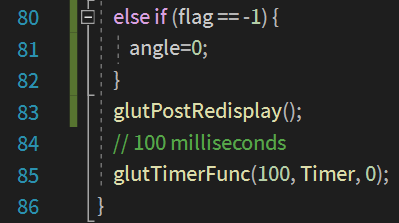 80 else if (flag == -1) {
81 angle=0;
82 }
83 glutPostRedisplay();
84 // 100 milliseconds
85 glutTimerFunc(100, Timer, 0);
86 }